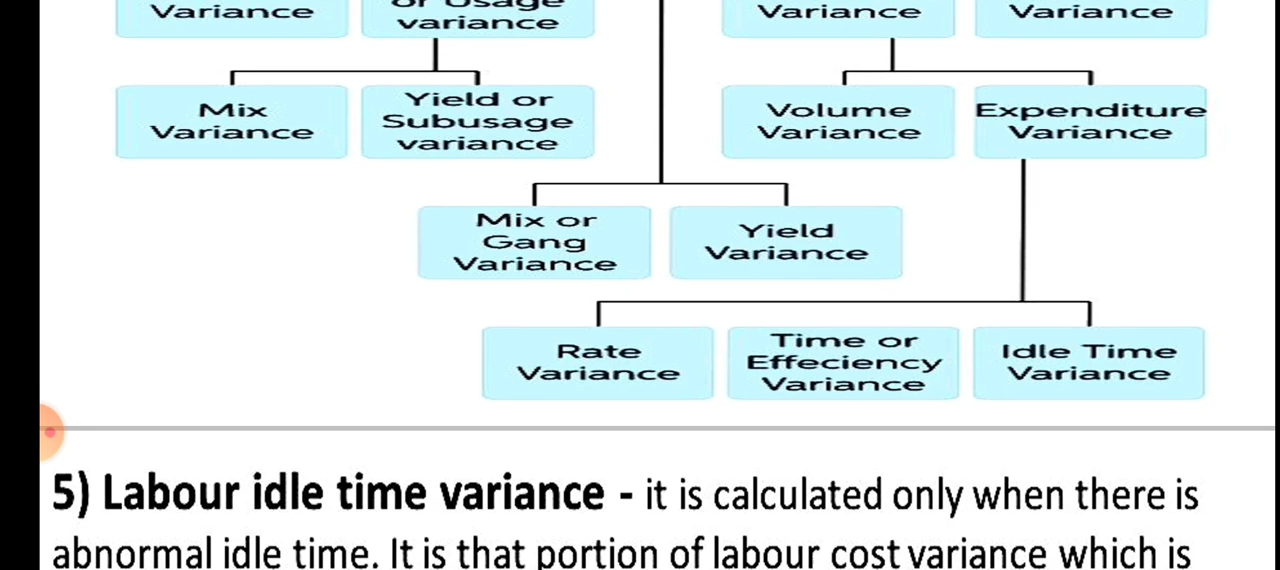 Variance
or Usage
variance
Variance
Variance
Mix
Variance
Yield or
Subusage
variance
Volume
Variance
Expenditure
Variance
Mix or
Gang
Variance
Yield
Variance
Rate
Variance
Time or
Effeciency
Variance
Idle Time
Variance
5) Labour idle time variance - it is calculated only when there is
abnormal idle time. It is that portion of labour cost variance which is